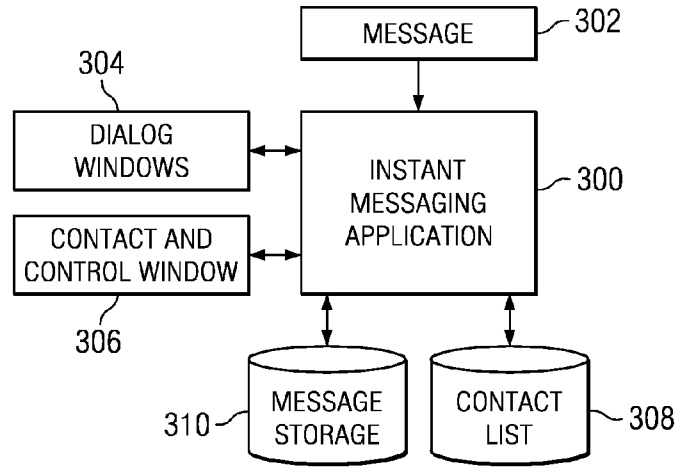 MESSAGE
302
304
DIALOG
WINDOWS
INSTANT
MESSAGING
APPLICATION
300
CONTACT AND
CONTROL WINDOW
306
310
MESSAGE
STORAGE
CONTACT
LIST
308